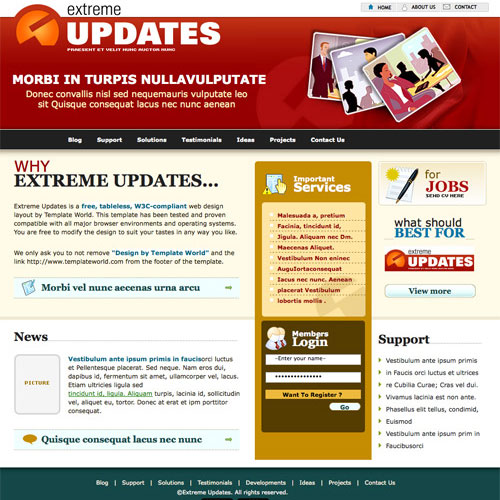 extreme
UPDATES
PRAESENT ET VELIT NUNC AUCTOR NUNC
HOME
ABOUT US
CONTACT
MORBI IN TURPIS NULLAVULPUTATE
Donec convallis nisl sed nequemauris vulputate leo
sit Quisque consequat lacus nec nunc aenean
Blog Support Solutions Testimonials Ideas Projects Contact Us
WHY
EXTREME UPDATES...
Extreme Updates is a free, tableless, W3C-compliant web design
layout by Template World. This template has been tested and proven
compatible with all major browser environments and operating systems.
You are free to modify the design to suit your tastes in any way you like.
We only ask you to not remove "Design by Template World" and the
link http://www.templateworld.com from the footer of the template.
Morbi vel nunc aecenas urna arcu
Important
Services
Malesuada a, pretium
Facinia, tincidunt id,
ligula. Aliquam nec Dm.
Maecenas Aliquet.
Vestibulum Non eninec
AuguIortaconsequat
Iacus nec nunc. Aenean
placerat Vestibulum
lobortis mollis .
for
JOBS
SEND CV HERE
what should
BEST FOR
extreme
UPDATES
PRAESENT ET VELIT NUNC AUCTOR NUNC
View more
News
PICTURE
Vestibulum ante ipsum primis in faucisorci luctus
et Pellentesque placerat. Sed neque. Nam eros dui,
dapibus id, fermentum sit amet, ullamcorper vel, lacus.
Etiam ultricies ligula sed
tincidunt id, ligula. Aliquam turpis, lacinia id, sollicitudin
vel, aliquet eu, tortor. Donec at erat et ipm porttitor
consequat.
Quisque consequat lacus nec nunc
Members
Login
-Enter your name-
Want To Register ?
Go
Support
Vestibulum ante ipsum primis
in Faucis orci luctus et ultrices
re Cubilia Curae; Cras vel dui.
Vivamus lacinia est non ante.
Phasellus elit tellus, condimid,
Euismod
Vestibulum ante ipsum prim in
Faucibusorci
Blog | Support | Solutions | Testimonials | Developments | Ideas | Projects | Contact Us
©Extreme Updates. All rights reserved.